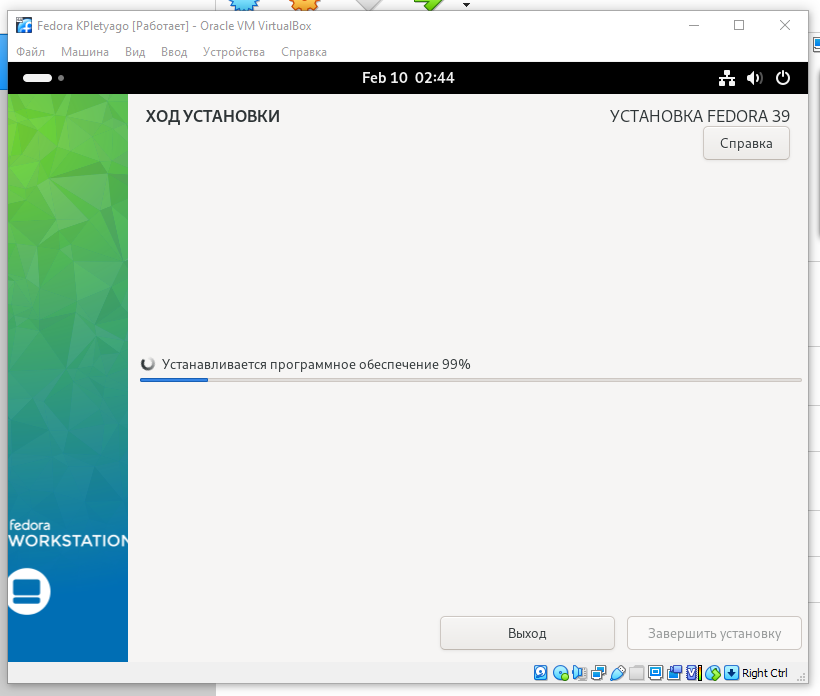 Fedora KPletyago [Работает] - Oracle VM VirtualBox
Файл Машина Вид Ввод Устройства Справка
Feb 10 02:44
ХОД УСТАНОВКИ
УСТАНОВКА FEDORA 39
Справка
Устанавливается программное обеспечение 99%
fedora
WORKSTATION
Выход
Завершить установку
Right Ctrl